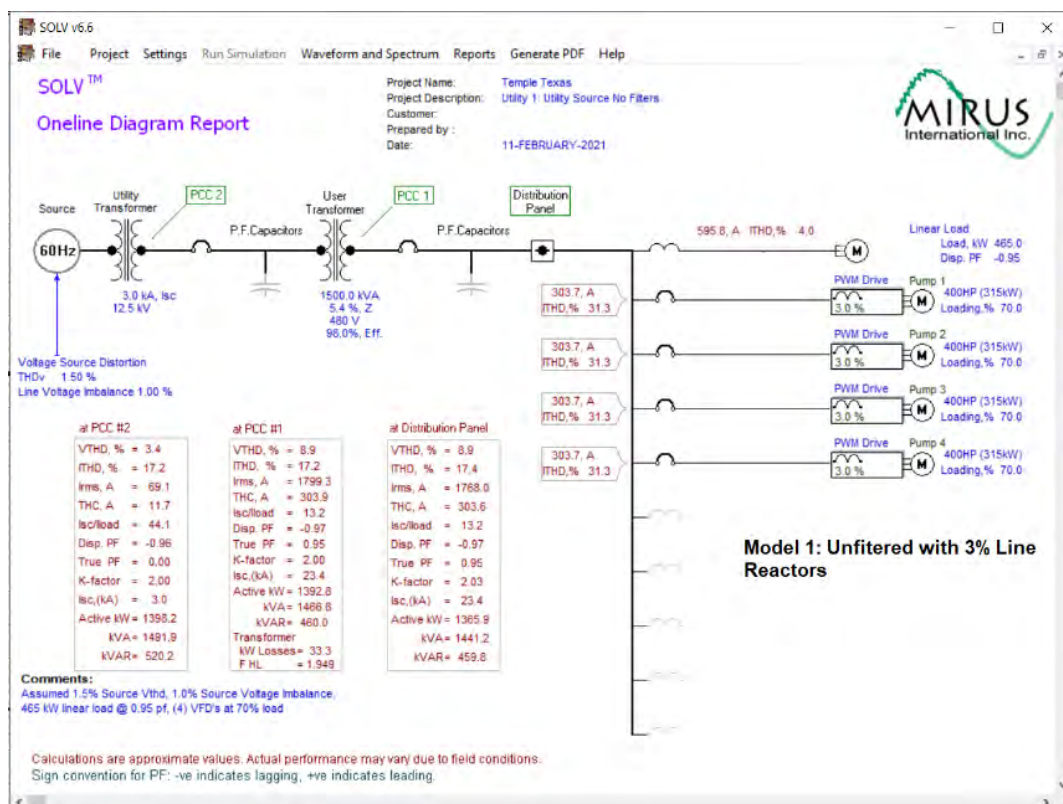 SOLV v6.6
File Project Settings Run Simulation Waveform and Spectrum Reports Generate PDF Help
SOLV™
Oneline Diagram Report
Project Name: Temple Texas
Project Description: Utility 1: Utility Source No Filters
Customer:
Prepared by :
Date: 11-FEBRUARY-2021
MIRUS
International Inc.
Source
60Hz
Utility
Transformer
PCC 2
3.0 kA, Isc
12.5 kV
P.F.Capacitors
User
Transformer
PCC 1
1500.0 kVA
5.4 %, Z
480 V
98.0%, Eff.
P.F.Capacitors
Distribution
Panel
595.8, A ITHD,% 4.0
M
Linear Load
Load, kW 465.0
Disp. PF -0.95
303.7, A
ITHD,% 31.3
PWM Drive
3.0 %
M
Pump 1
400HP (315kW)
Loading,% 70.0
303.7, A
ITHD,% 31.3
PWM Drive
3.0 %
M
Pump 2
400HP (315kW)
Loading,% 70.0
303.7, A
ITHD,% 31.3
PWM Drive
3.0 %
M
Pump 3
400HP (315kW)
Loading,% 70.0
303.7, A
ITHD,% 31.3
PWM Drive
3.0 %
M
Pump 4
400HP (315kW)
Loading,% 70.0
Voltage Source Distortion
THDv 1.50 %
Line Voltage Imbalance 1.00 %
at PCC #2
VTHD, % = 3.4
ITHD, % = 17.2
Irms, A = 69.1
THC, A = 11.7
Isc/Iload = 44.1
Disp. PF = -0.96
True PF = 0.00
K-factor = 2.00
Isc,(kA) = 3.0
Active kW = 1398.2
kVA= 1491.9
kVAR= 520.2
at PCC #1
VTHD, % = 8.9
ITHD, % = 17.2
Irms, A = 1799.3
THC, A = 303.9
Isc/Iload = 13.2
Disp. PF = -0.97
True PF = 0.95
K-factor = 2.00
Isc,(kA) = 23.4
Active kW = 1392.8
kVA= 1466.8
kVAR= 460.0
Transformer
kW Losses= 33.3
F HL = 1.949
at Distribution Panel
VTHD, % = 8.9
ITHD, % = 17.4
Irms, A = 1768.0
THC, A = 303.6
Isc/Iload = 13.2
Disp. PF = -0.97
True PF = 0.95
K-factor = 2.03
Isc,(kA) = 23.4
Active kW = 1365.9
kVA= 1441.2
kVAR= 459.8
Model 1: Unfitered with 3% Line
Reactors
Comments:
Assumed 1.5% Source Vthd, 1.0% Source Voltage Imbalance,
465 kW linear load @ 0.95 pf, (4) VFD's at 70% load
Calculations are approximate values. Actual performance may vary due to field conditions.
Sign convention for PF: -ve indicates lagging, +ve indicates leading.